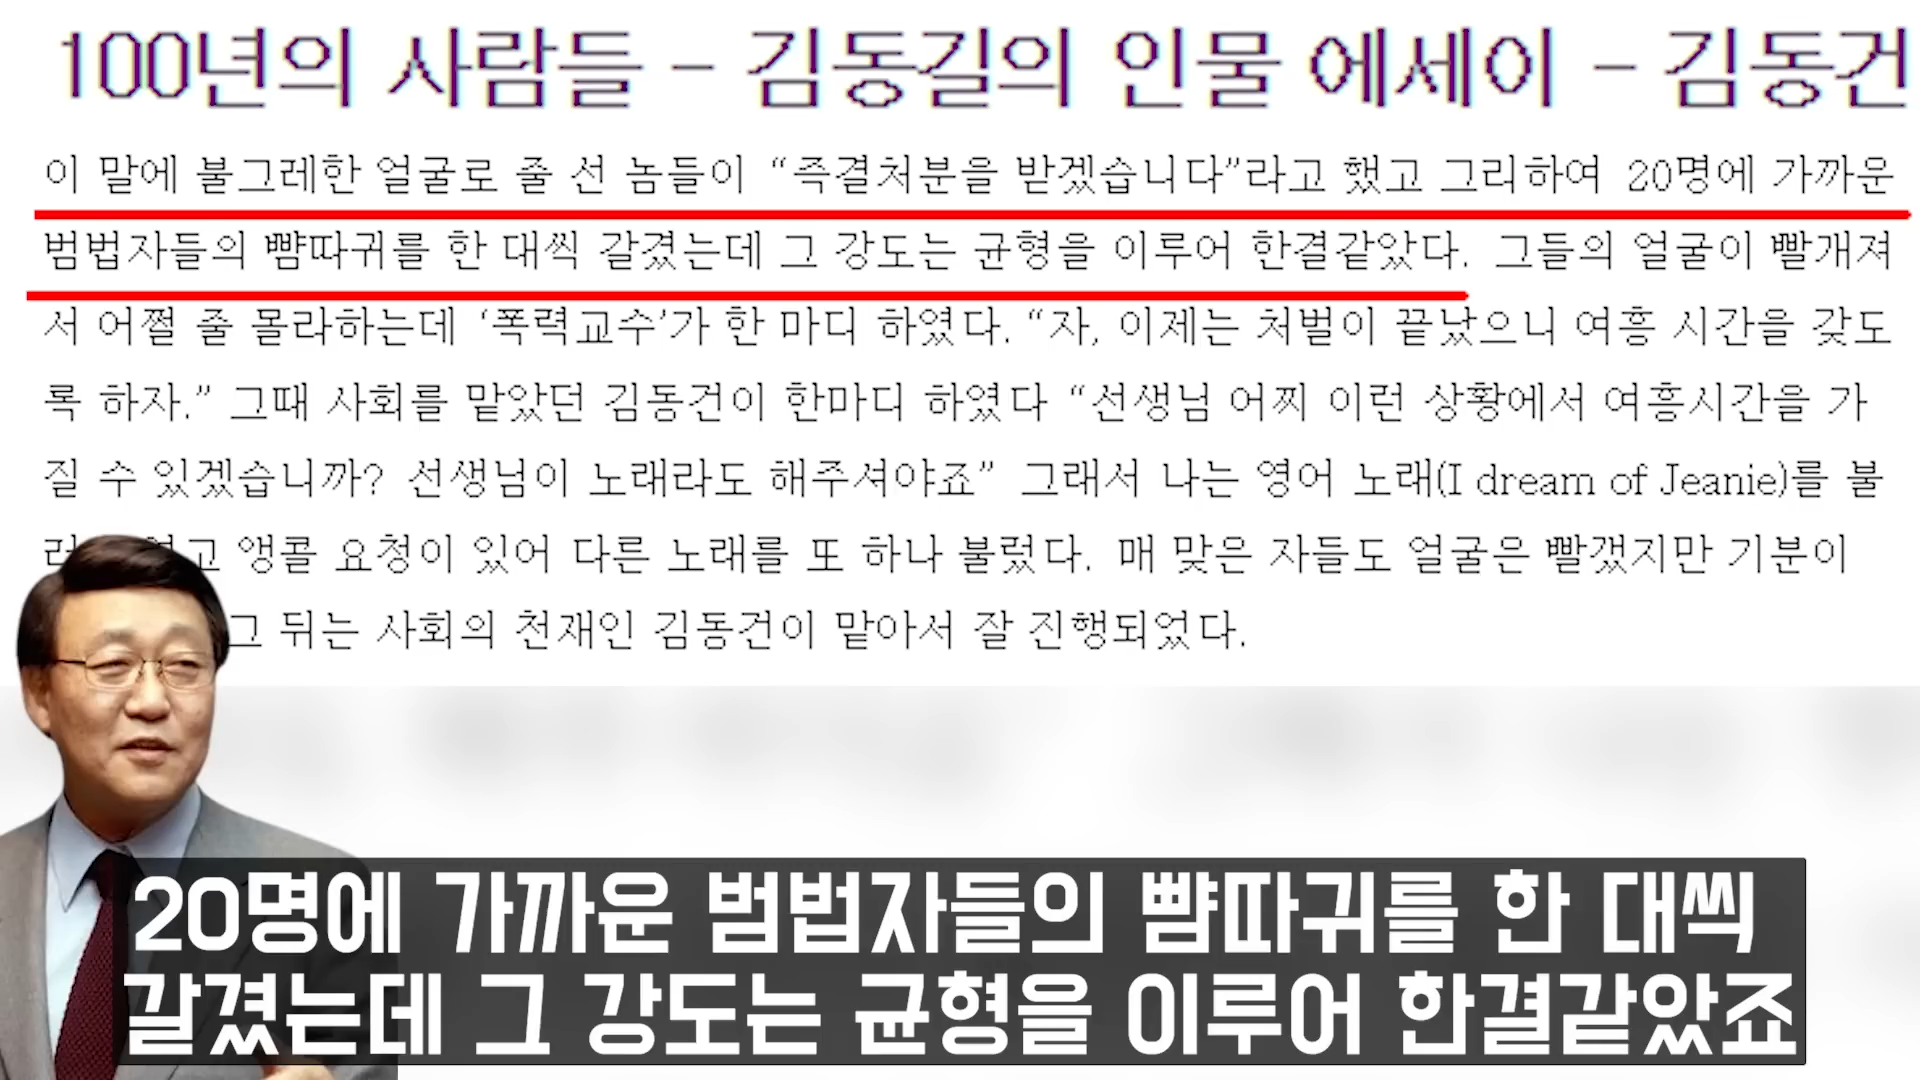 100년의 사람들 - 김동길의 인물 에세이 - 김동건
이 말에 불그레한 얼굴로 줄 선 놈들이 “즉결처분을 받겠습니다”라고 했고 그리하여 20명에 가까운
범법자들의 뺨따귀를 한 대씩 갈겼는데 그 강도는 균형을 이루어 한결같았다. 그들의 얼굴이 빨개져
서 어쩔 줄 몰라하는데 ‘폭력교수’가 한 마디 하였다. “자, 이제는 처벌이 끝났으니 여흥 시간을 갖도
록 하자.” 그때 사회를 맡았던 김동건이 한마디 하였다 “선생님 어찌 이런 상황에서 여흥시간을 가
질 수 있겠습니까? 선생님이 노래라도 해주셔야죠” 그래서 나는 영어 노래(I dream of Jeanie)를 불
앵콜 요청이 있어 다른 노래를 또 하나 불렀다. 매 맞은 자들도 얼굴은 빨갰지만 기분이
그 뒤는 사회의 천재인 김동건이 맡아서 잘 진행되었다.
20명에 가까운 범법자들의 뺨따귀를 한 대씩
갈겼는데 그 강도는 균형을 이루어 한결같았죠